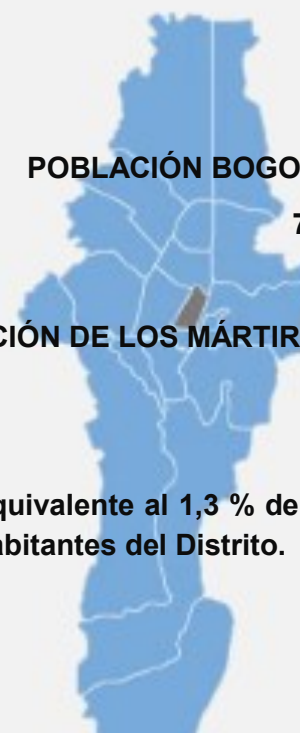 POBLACIÓN BOGO
7
CIÓN DE LOS MÁRTIR
quivalente al 1,3 % de
abitantes del Distrito.